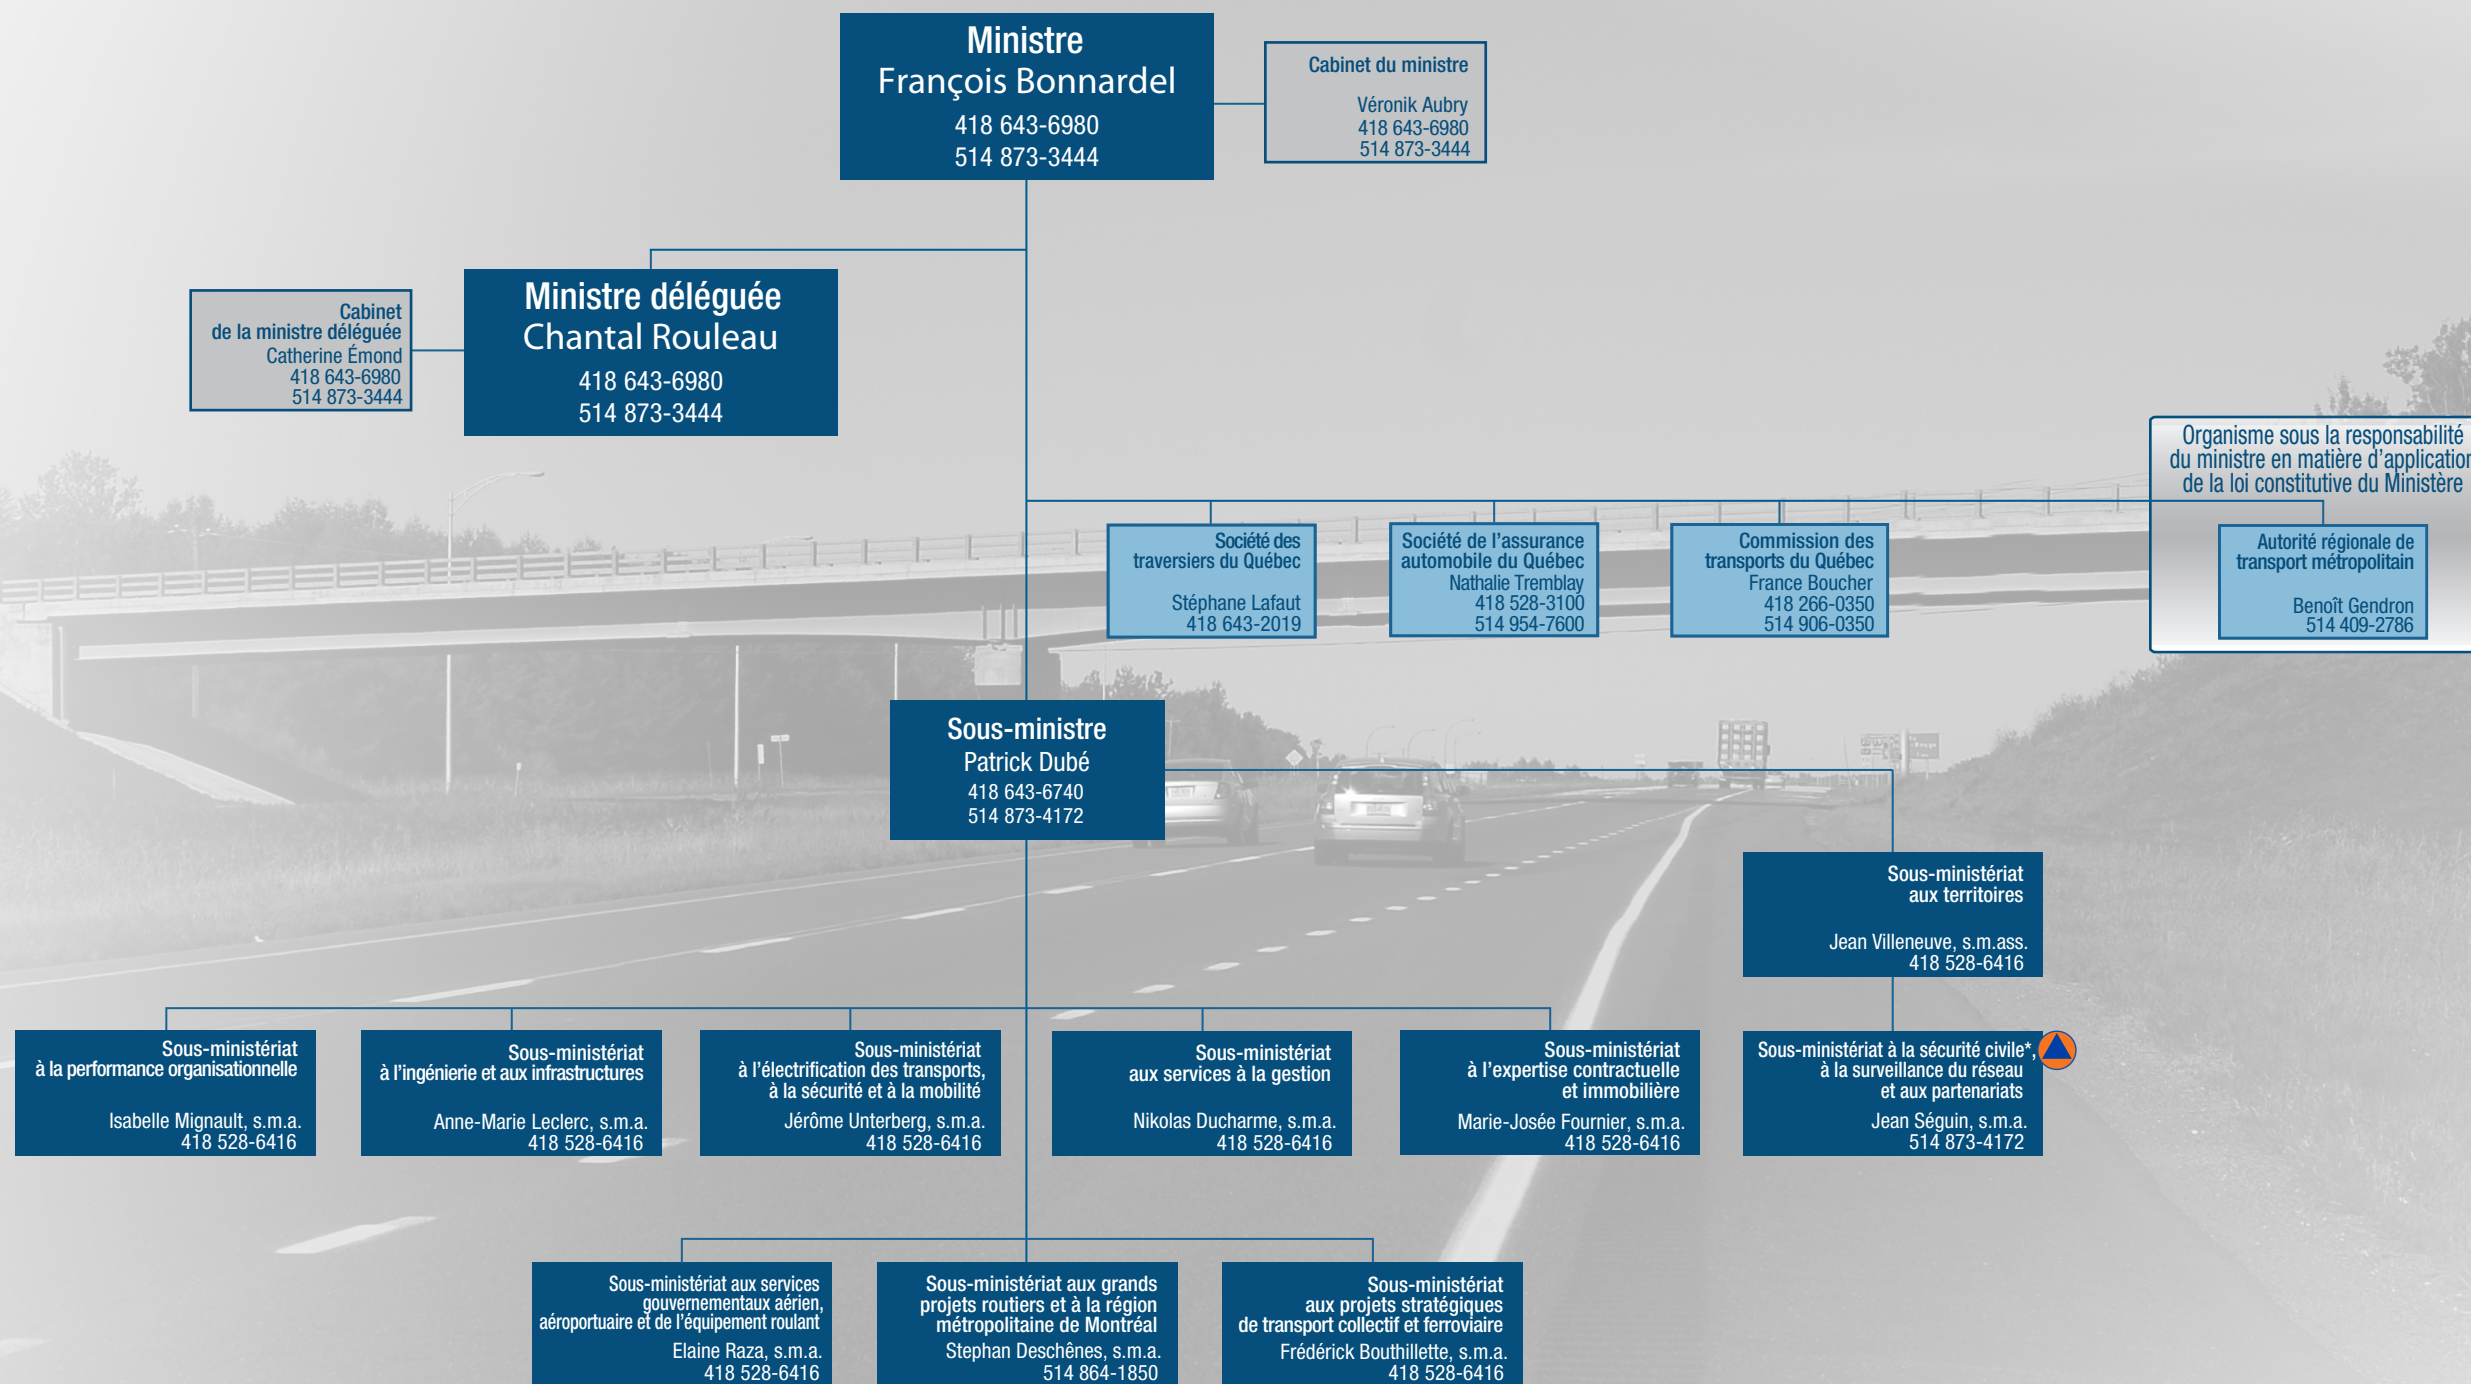 Ministre
François Bonnardel
418 643-6980
514 873-3444
Cabinet du ministre
Véronik Aubry
418 643-6980
514 873-3444
Cabinet
de la ministre déléguée
Catherine Émond
418 643-6980
514 873-3444
Ministre déléguée
Chantal Rouleau
418 643-6980
514 873-3444
Organisme sous la responsabilité
du ministre en matière d'application
de la loi constitutive du Ministère
Société des
traversiers du Québec
Stéphane Lafaut
418 643-2019
Société de l'assurance
automobile du Québec
Nathalie Tremblay
418 528-3100
514 954-7600
Commission des
transports du Québec
France Boucher
418 266-0350
514 906-0350
Autorité régionale de
transport métropolitain
Benoît Gendron
514 409-2786
Sous-ministre
Patrick Dubé
418 643-6740
514 873-4172
Sous-ministériat
aux territoires
Jean Villeneuve, s.m.ass.
418 528-6416
Sous-ministériat
à la performance organisationnelle
Isabelle Mignault, s.m.a.
418 528-6416
Sous-ministériat
à l'ingénierie et aux infrastructures
Anne-Marie Leclerc, s.m.a.
418 528-6416
Sous-ministériat
à l'électrification des transports,
à la sécurité et à la mobilité
Jérôme Unterberg, s.m.a.
418 528-6416
Sous-ministériat
aux services à la gestion
Nikolas Ducharme, s.m.a.
418 528-6416
Sous-ministériat
à l'expertise contractuelle
et immobilière
Marie-Josée Fournier, s.m.a.
418 528-6416
Sous-ministériat à la sécurité civile*,
à la surveillance du réseau
et aux partenariats
Jean Séguin, s.m.a.
514 873-4172
Sous-ministériat aux services
gouvernementaux aérien,
aéroportuaire et de l'équipement roulant
Elaine Raza, s.m.a.
418 528-6416
Sous-ministériat aux grands
projets routiers et à la région
métropolitaine de Montréal
Stephan Deschênes, s.m.a.
514 864-1850
Sous-ministériat
aux projets stratégiques
de transport collectif et ferroviaire
Frédérick Bouthillette, s.m.a.
418 528-6416